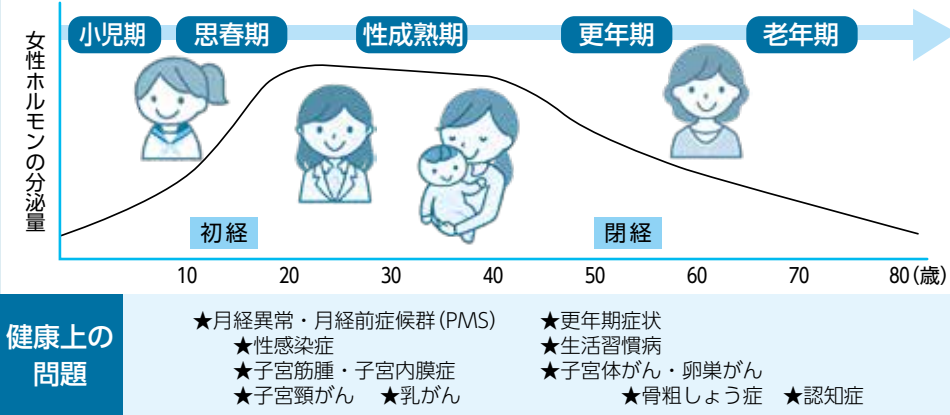 小児期 思春期 性成熟期 更年期 老年期
女性ホルモンの分泌量
初経 閉経
10 20 30 40 50 60 70 80(歳)
健康上の
問題
★月経異常・月経前症候群(PMS)
★性感染症
★子宮筋腫・子宮内膜症
★子宮頸がん ★乳がん
★更年期症状
★生活習慣病
★子宮体がん・卵巣がん
★骨粗しょう症 ★認知症